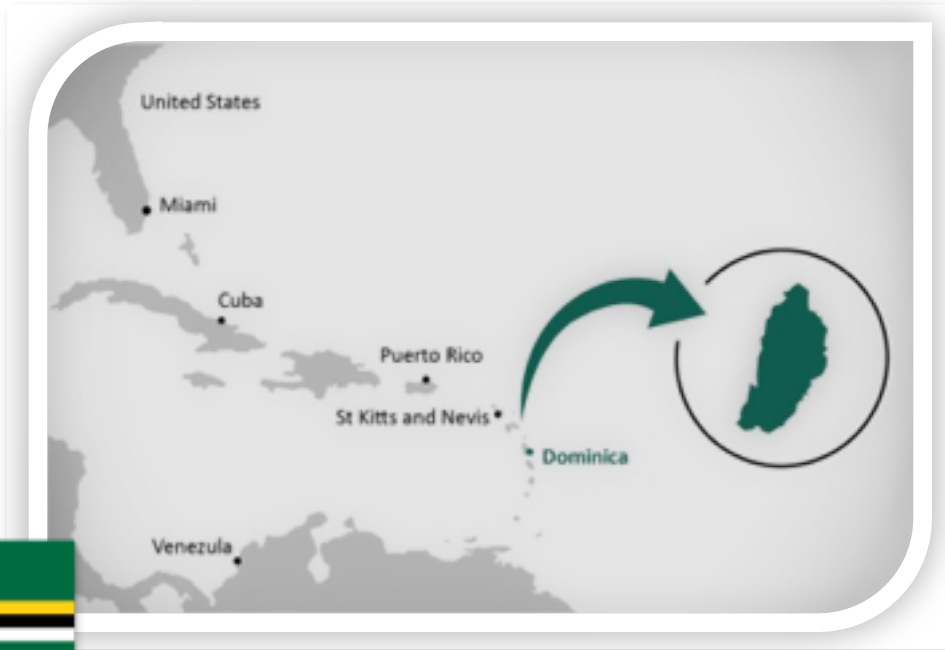 United States
Miami
Cuba
Puerto Rico
St Kitts and Nevis
Dominica
Venezula